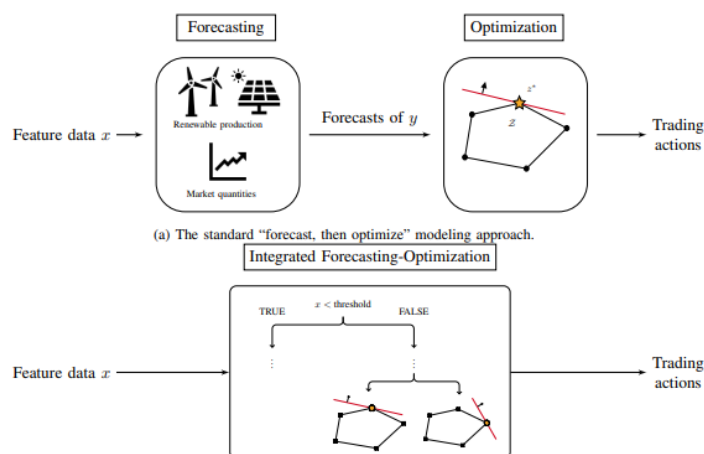 Forecasting
Optimization
Renewable production
Market quantities
Feature data x
Forecasts of y
z*
Z
Trading
actions
(a) The standard “forecast, then optimize” modeling approach.
Integrated Forecasting-Optimization
x < threshold
TRUE
FALSE
⋮
⋮
Feature data x
Trading
actions